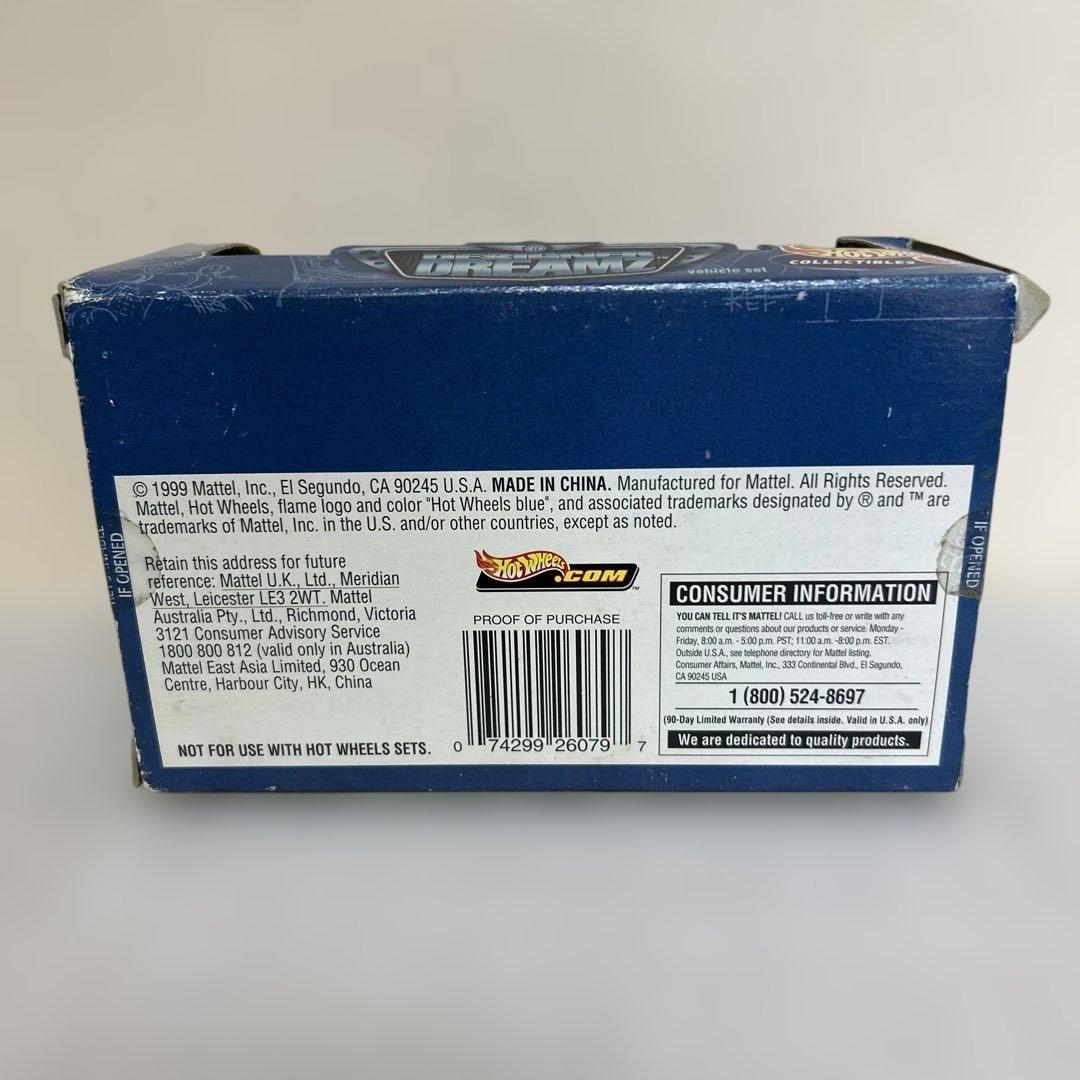 DREAMZ™
vehicle set
HOT WHEELS
COLLECTIBLES
REF.
© 1999 Mattel, Inc., El Segundo, CA 90245 U.S.A. MADE IN CHINA. Manufactured for Mattel. All Rights Reserved.
Mattel, Hot Wheels, flame logo and color "Hot Wheels blue", and associated trademarks designated by ® and ™ are
trademarks of Mattel, Inc. in the U.S. and/or other countries, except as noted.
IF OPENED
IF OPENED
Retain this address for future
reference: Mattel U.K., Ltd., Meridian
West, Leicester LE3 2WT. Mattel
Australia Pty., Ltd., Richmond, Victoria
3121 Consumer Advisory Service
1800 800 812 (valid only in Australia)
Mattel East Asia Limited, 930 Ocean
Centre, Harbour City, HK, China
NOT FOR USE WITH HOT WHEELS SETS.
Hot Wheels
.COM™
PROOF OF PURCHASE
0 74299 26079 7
CONSUMER INFORMATION
YOU CAN TELL IT'S MATTEL! CALL us toll-free or write with any
comments or questions about our products or service. Monday -
Friday, 8:00 a.m. - 5:00 p.m. PST; 11:00 a.m. -8:00 p.m. EST.
Outside U.S.A., see telephone directory for Mattel listing.
Consumer Affairs, Mattel, Inc., 333 Continental Blvd., El Segundo,
CA 90245 USA
1 (800) 524-8697
(90-Day Limited Warranty (See details inside. Valid in U.S.A. only)
We are dedicated to quality products.